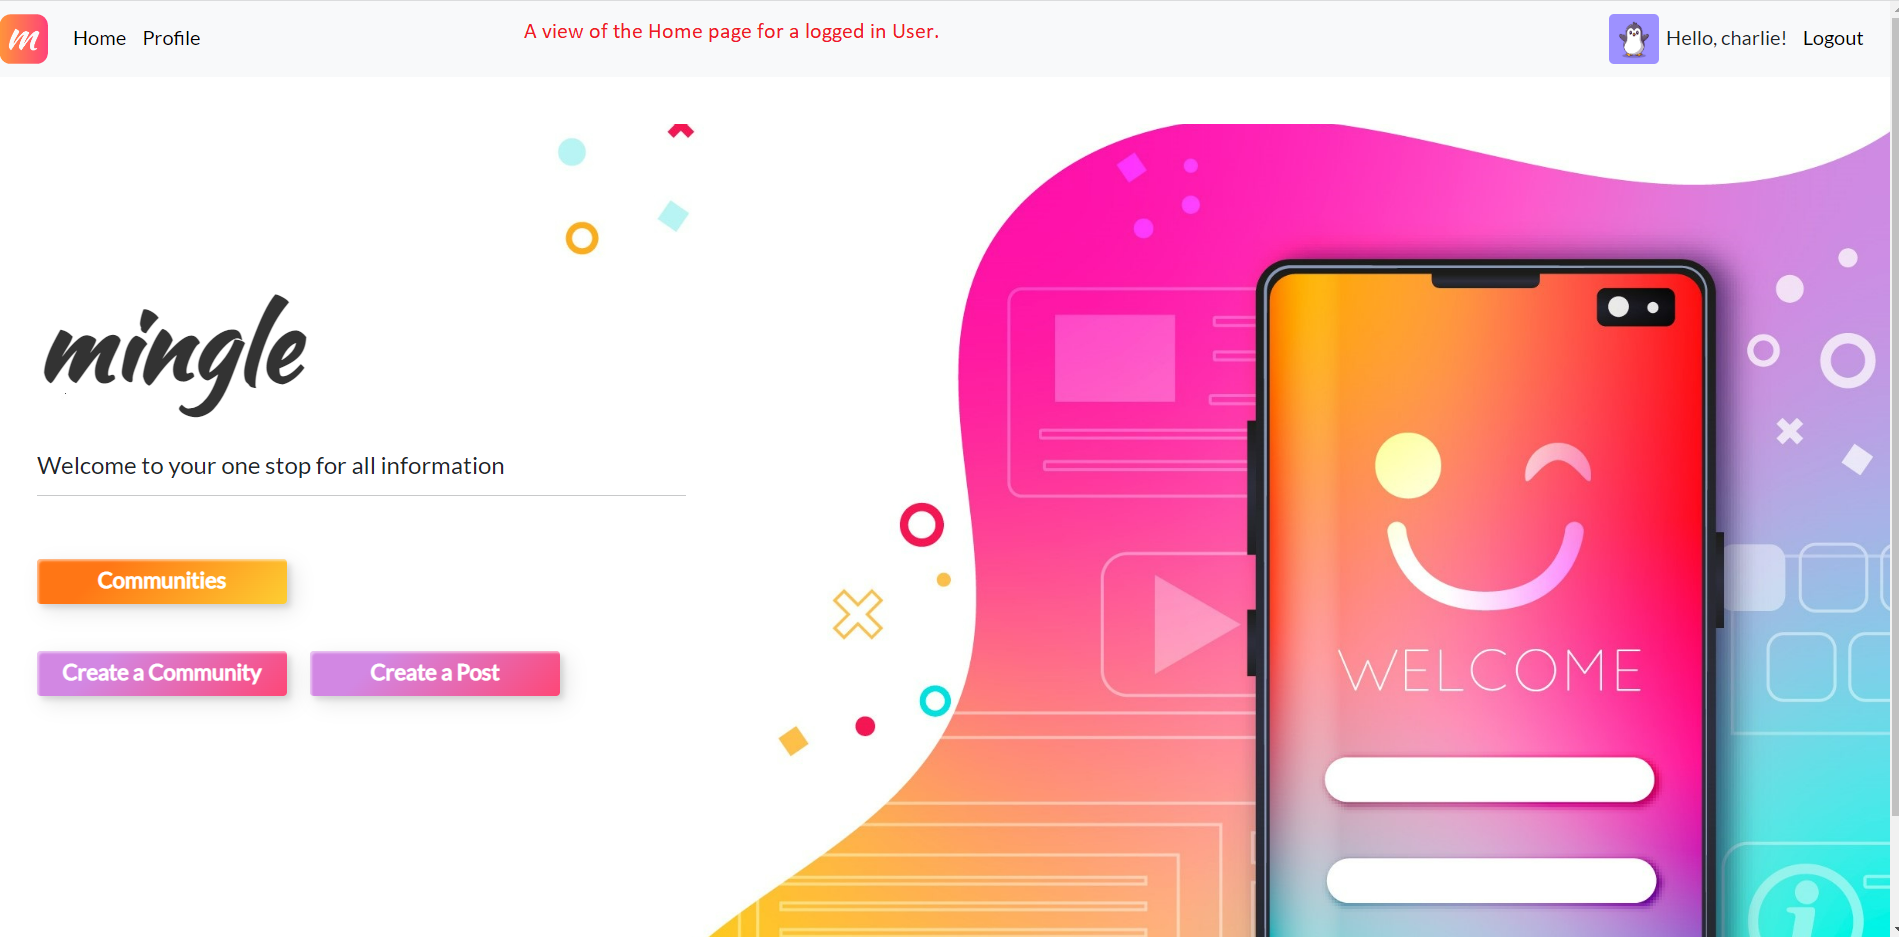 m
Home
Profile
A view of the Home page for a logged in User.
Hello, charlie!
Logout
mingle
Welcome to your one stop for all information
Communities
Create a Community
Create a Post
WELCOME
i